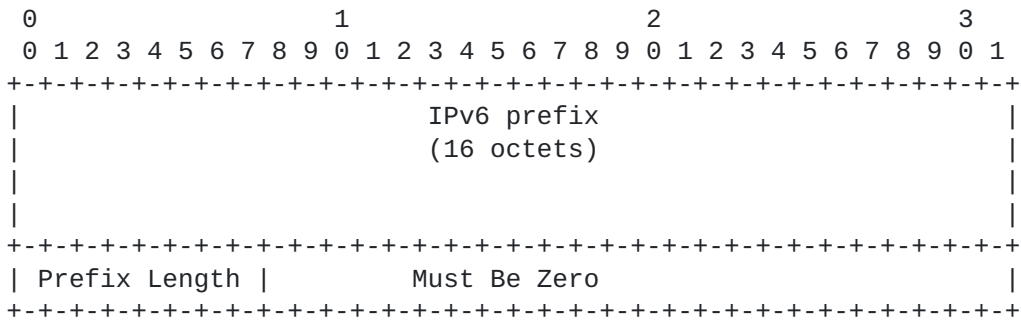 0                   1                   2                   3
 0 1 2 3 4 5 6 7 8 9 0 1 2 3 4 5 6 7 8 9 0 1 2 3 4 5 6 7 8 9 0 1
+-+-+-+-+-+-+-+-+-+-+-+-+-+-+-+-+-+-+-+-+-+-+-+-+-+-+-+-+-+-+-+-+
|                          IPv6 prefix                          |
|                          (16 octets)                          |
|                                                               |
|                                                               |
+-+-+-+-+-+-+-+-+-+-+-+-+-+-+-+-+-+-+-+-+-+-+-+-+-+-+-+-+-+-+-+-+
| Prefix Length |         Must Be Zero                          |
+-+-+-+-+-+-+-+-+-+-+-+-+-+-+-+-+-+-+-+-+-+-+-+-+-+-+-+-+-+-+-+-+